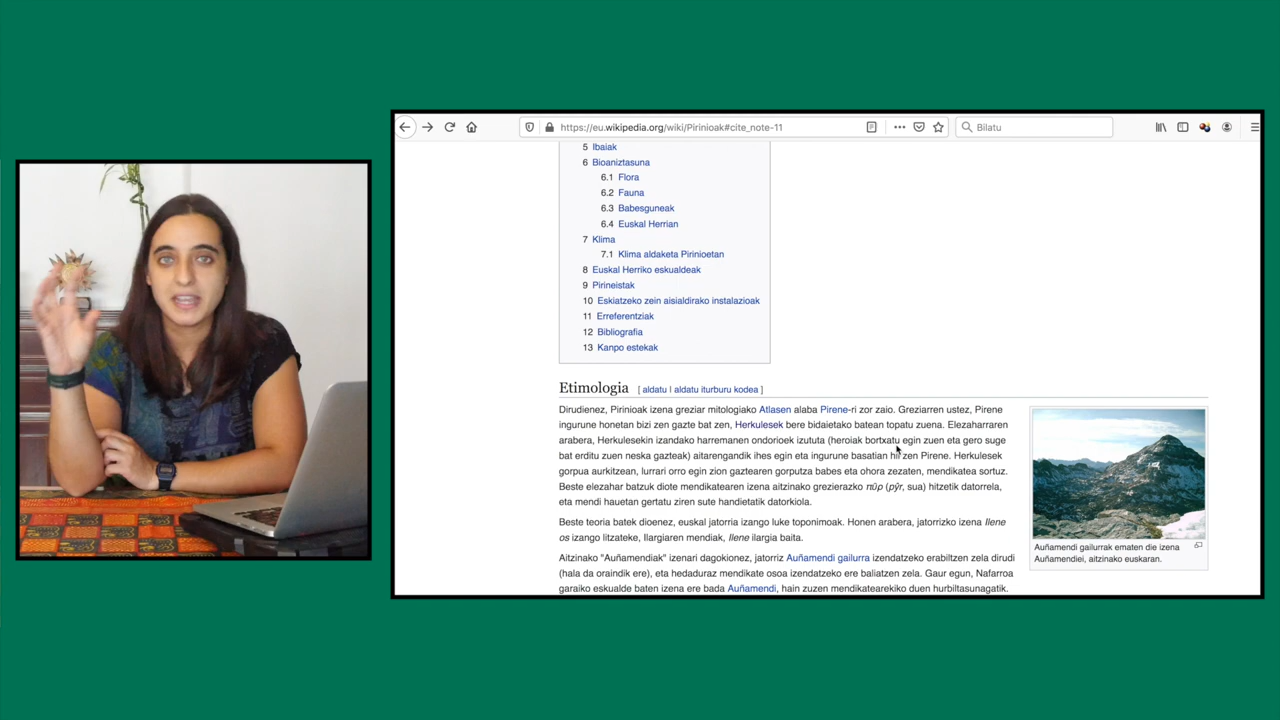 https://eu.wikipedia.org/wiki/Pirinioak#cite_note-11
Bilatu
5 Ibaiak
6 Bioaniztasuna
6.1 Flora
6.2 Fauna
6.3 Babesguneak
6.4 Euskal Herrian
7 Klima
7.1 Klima aldaketa Pirinioetan
8 Euskal Herriko eskualdeak
9 Pirineistak
10 Eskiatzeko zein aisialdirako instalazioak
11 Erreferentziak
12 Bibliografia
13 Kanpo estekak
Etimologia [ aldatu | aldatu iturburu kodea ]
Dirudienez, Pirinioak izena greziar mitologiako Atlasen alaba Pirene-ri zor zaio. Greziarren ustez, Pirene
ingurune honetan bizi zen gazte bat zen, Herkulesek bere bidaietako batean topatu zuena. Elezaharraren
arabera, Herkulesekin izandako harremanen ondorioek izututa (heroiak bortxatu egin zuen eta gero suge
bat erditu zuen neska gazteak) aitarengandik ihes egin eta ingurune basatian hil zen Pirene. Herkulesek
gorpua aurkitzean, lurrari orro egin zion gaztearen gorputza babes eta ohora zezaten, mendikatea sortuz.
Beste elezahar batzuk diote mendikatearen izena aitzinako grezierazko πῦρ (pŷr, sua) hitzetik datorrela,
eta mendi hauetan gertatu ziren sute handietatik datorkiola.
Beste teoria batek dioenez, euskal jatorria izango luke toponimoak. Honen arabera, jatorrizko izena Ilene
os izango litzateke, Ilargiaren mendiak, Ilene ilargia baita.
Aitzinako "Auñamendiak" izenari dagokionez, jatorriz Auñamendi gailurra izendatzeko erabiltzen zela dirudi
(hala da oraindik ere), eta hedaduraz mendikate osoa izendatzeko ere baliatzen zela. Gaur egun, Nafarroa
garaiko eskualde baten izena ere bada Auñamendi, hain zuzen mendikatearekiko duen hurbiltasunagatik.
Auñamendi gailurrak ematen die izena
Auñamendiei, aitzinako euskaran.